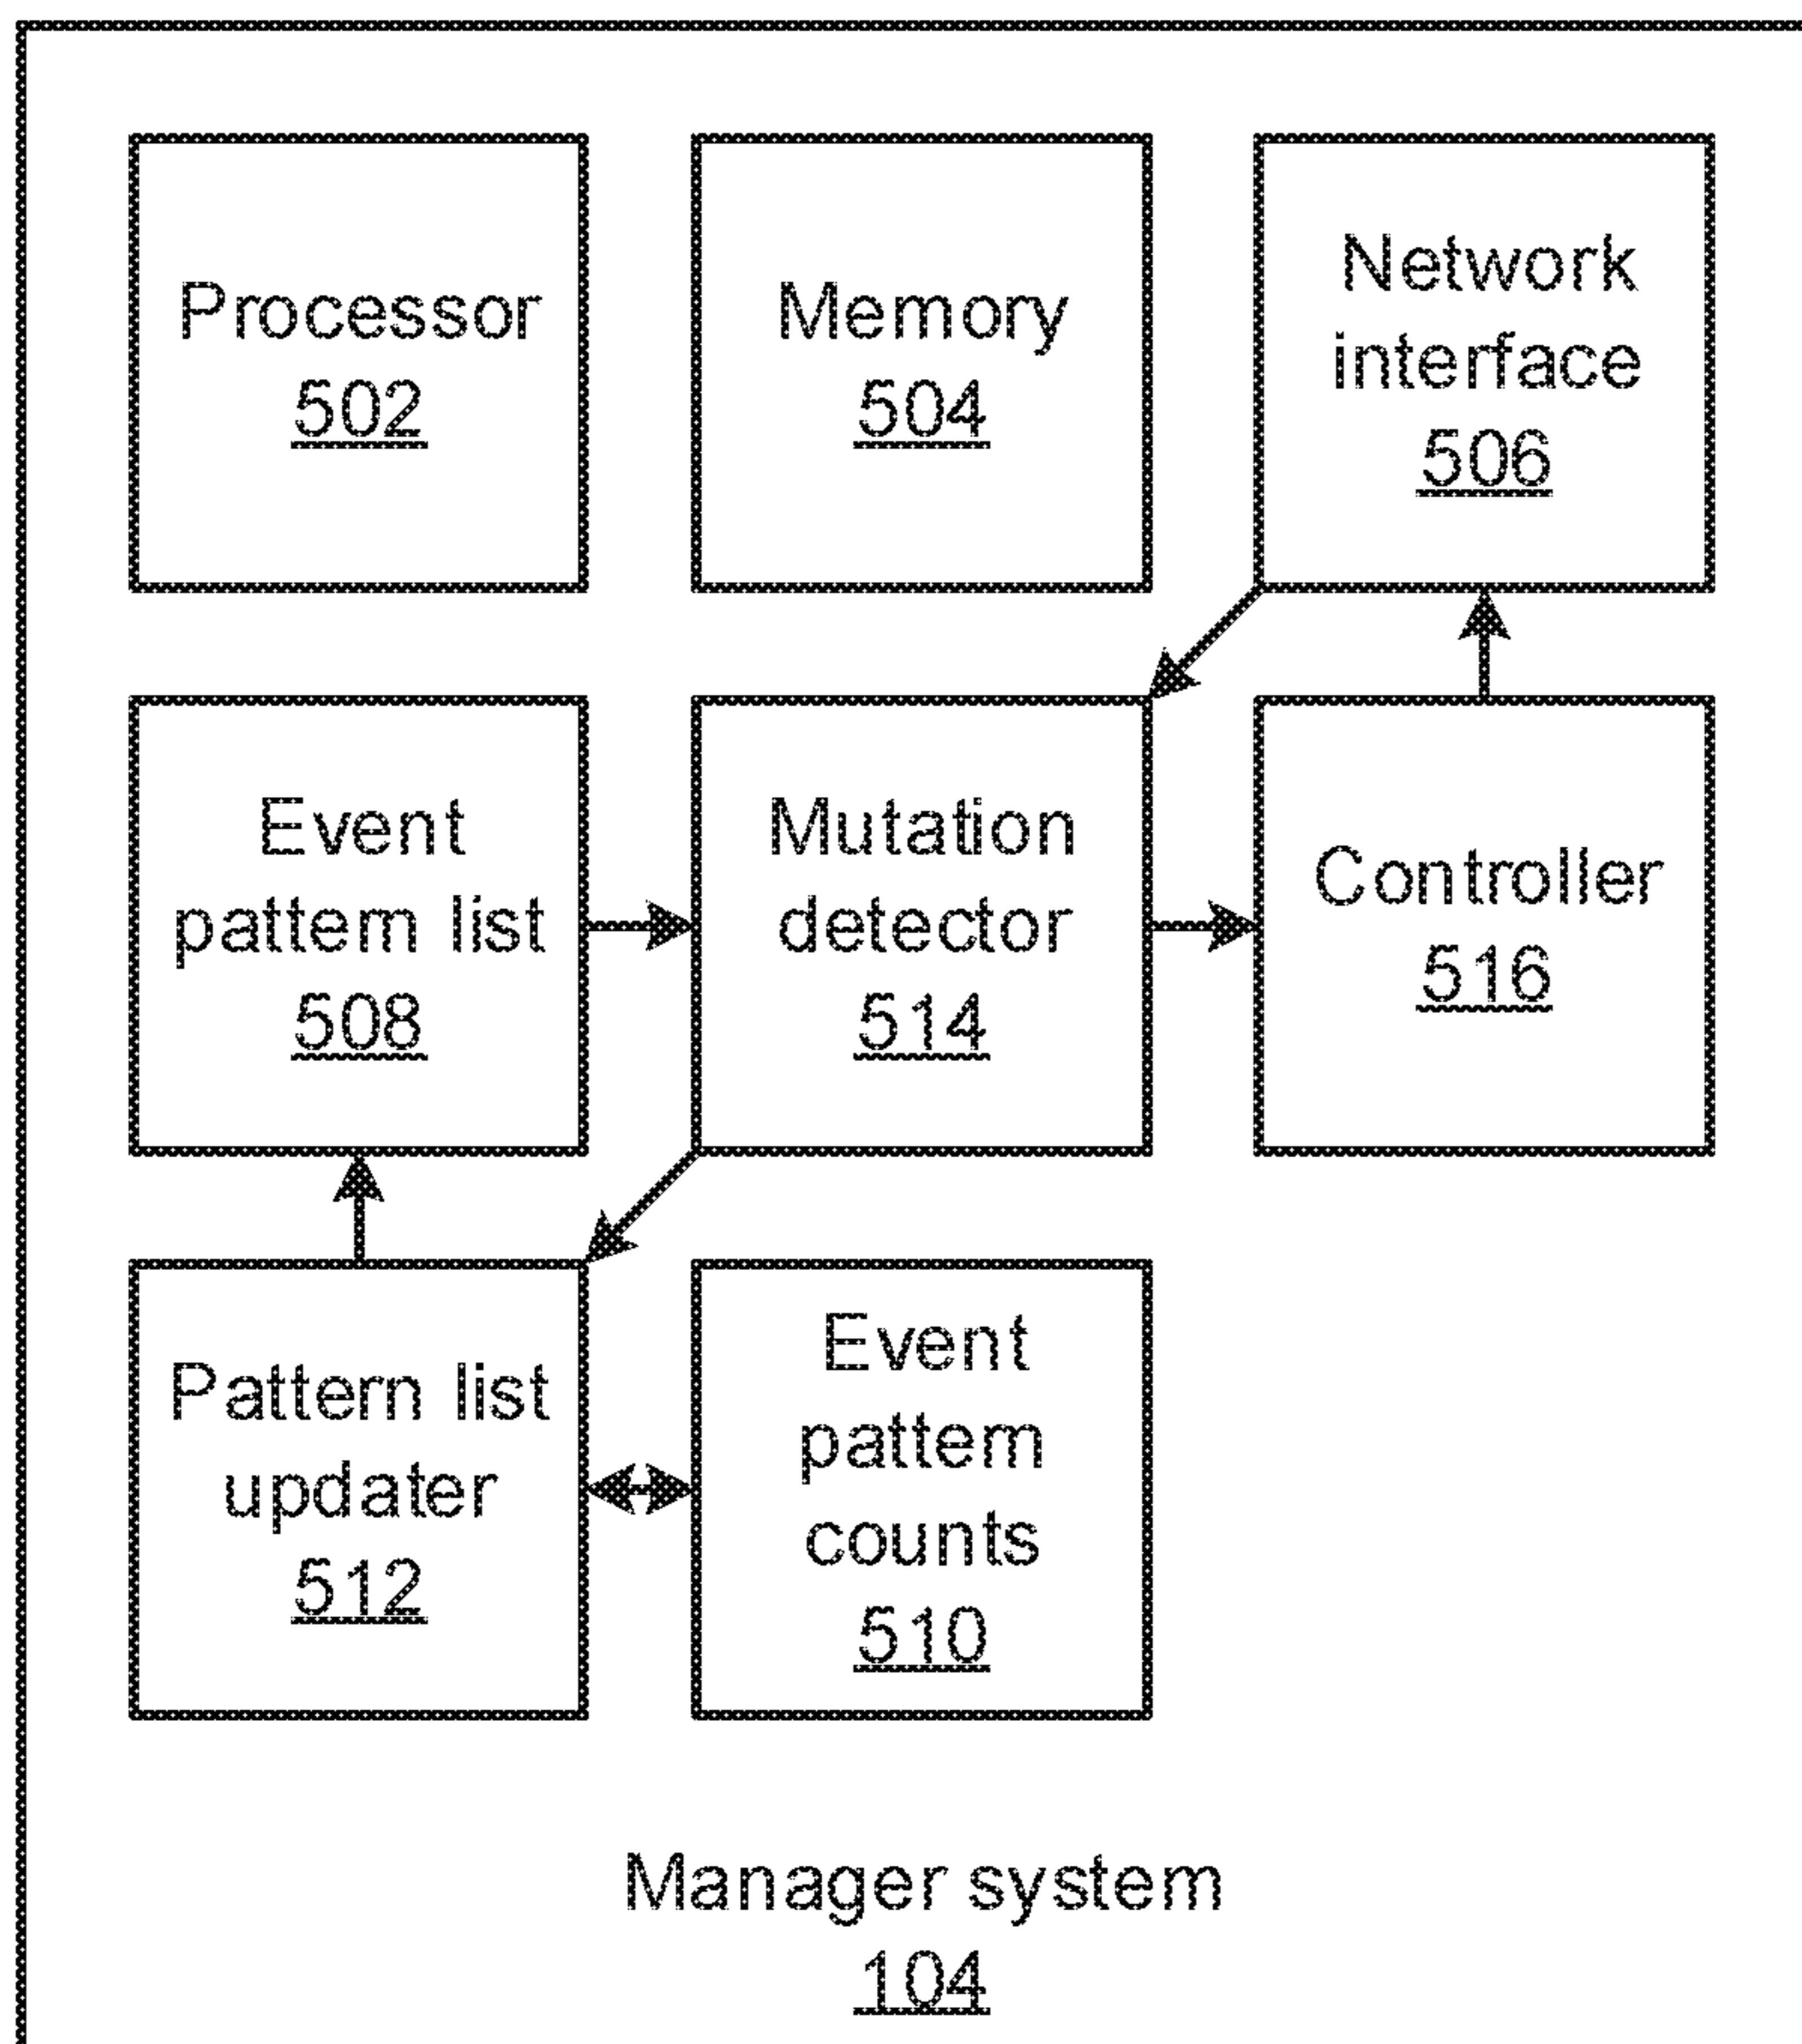 Processor
502
Memory
504
Network
interface
506
Event
pattern list
508
Mutation
detector
514
Controller
516
Pattern list
updater
512
Event
pattern
counts
510
Manager system
104